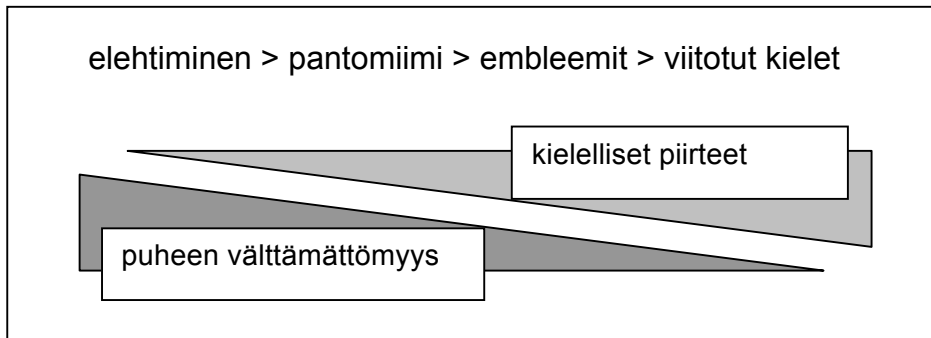 elehtiminen > pantomiimi > embleemit > viitotut kielet
kielelliset piirteet
puheen välttämättömyys